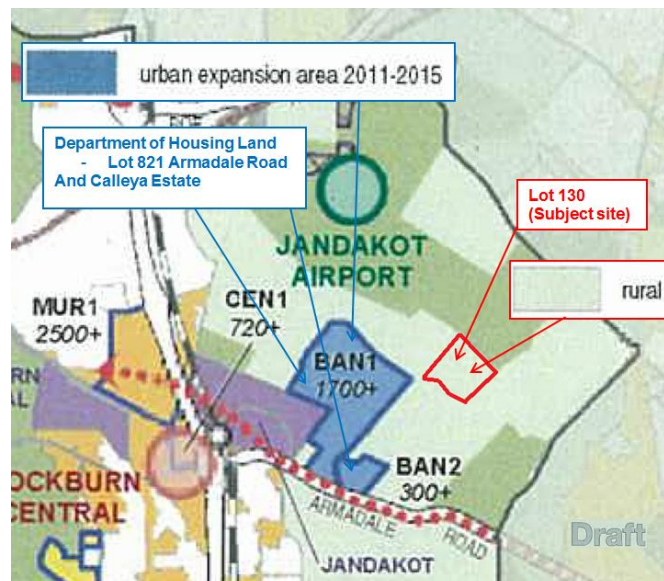 urban expansion area 2011-2015
Department of Housing Land
- Lot 821 Armadale Road
And Calleya Estate
Lot 130
(Subject site)
JANDAKOT
AIRPORT
rural
MUR1
2500+
CEN1
720+
BAN1
1700+
BAN2
300+
OCKBURN
CENTRAL
ARMADALE
ROAD
JANDAKOT
Draft